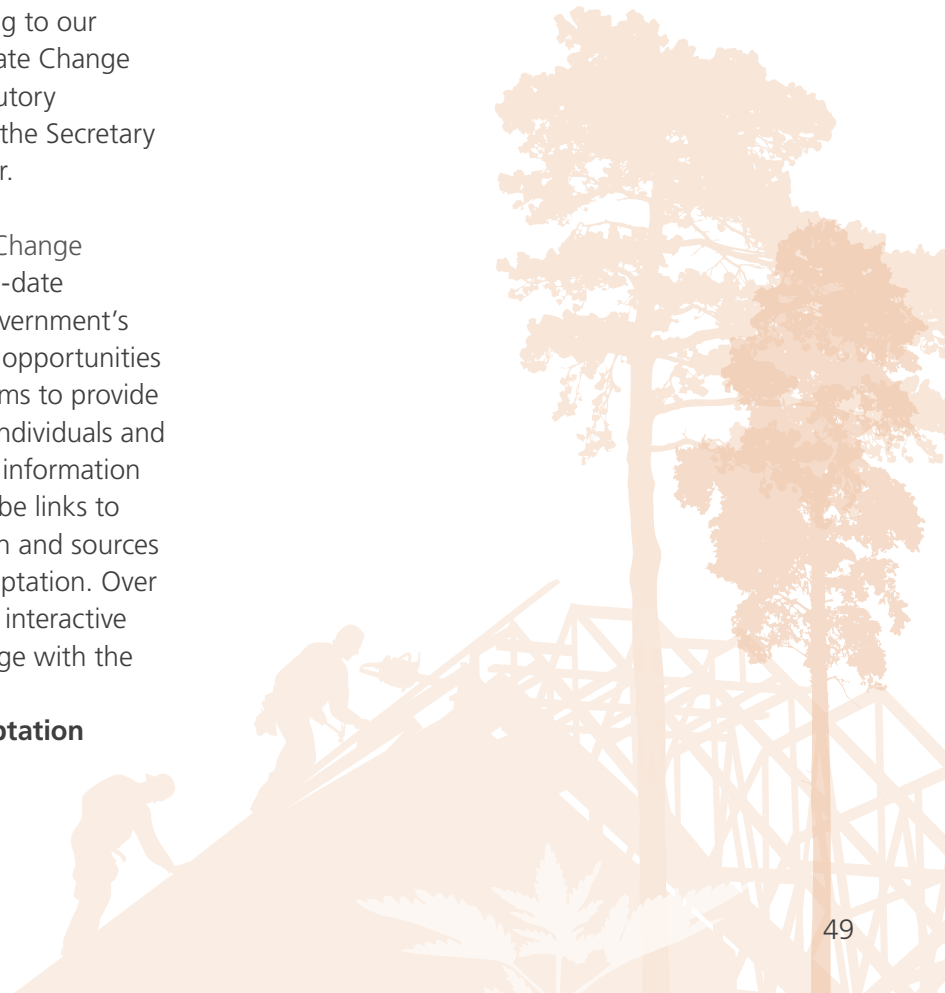 g to our
ate Change
utory
the Secretary
r.
Change
-date
vernment’s
opportunities
ms to provide
ndividuals and
information
be links to
n and sources
ptation. Over
interactive
ge with the
ptation
49